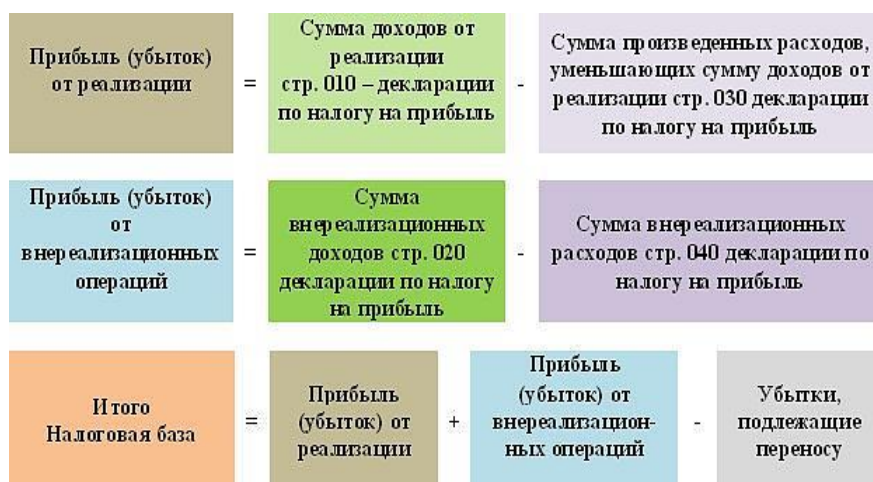 Прибыль (убыток)
от реализации
=
Сумма доходов от
реализации
стр. 010 – декларации
по налогу на прибыль
-
Сумма произведенных расходов,
уменьшающих сумму доходов от
реализации стр. 030 декларации
по налогу на прибыль
Прибыль (убыток)
от
внереализационных
операций
=
Сумма
внереализационных
доходов стр. 020
декларации по налогу
на прибыль
-
Сумма внереализационных
расходов стр. 040 декларации по
налогу на прибыль
Итого
Налоговая база
=
Прибыль
(убыток) от
реализации
+
Прибыль
(убыток) от
внереализацион-
ных операций
-
Убытки,
подлежащие
переносу